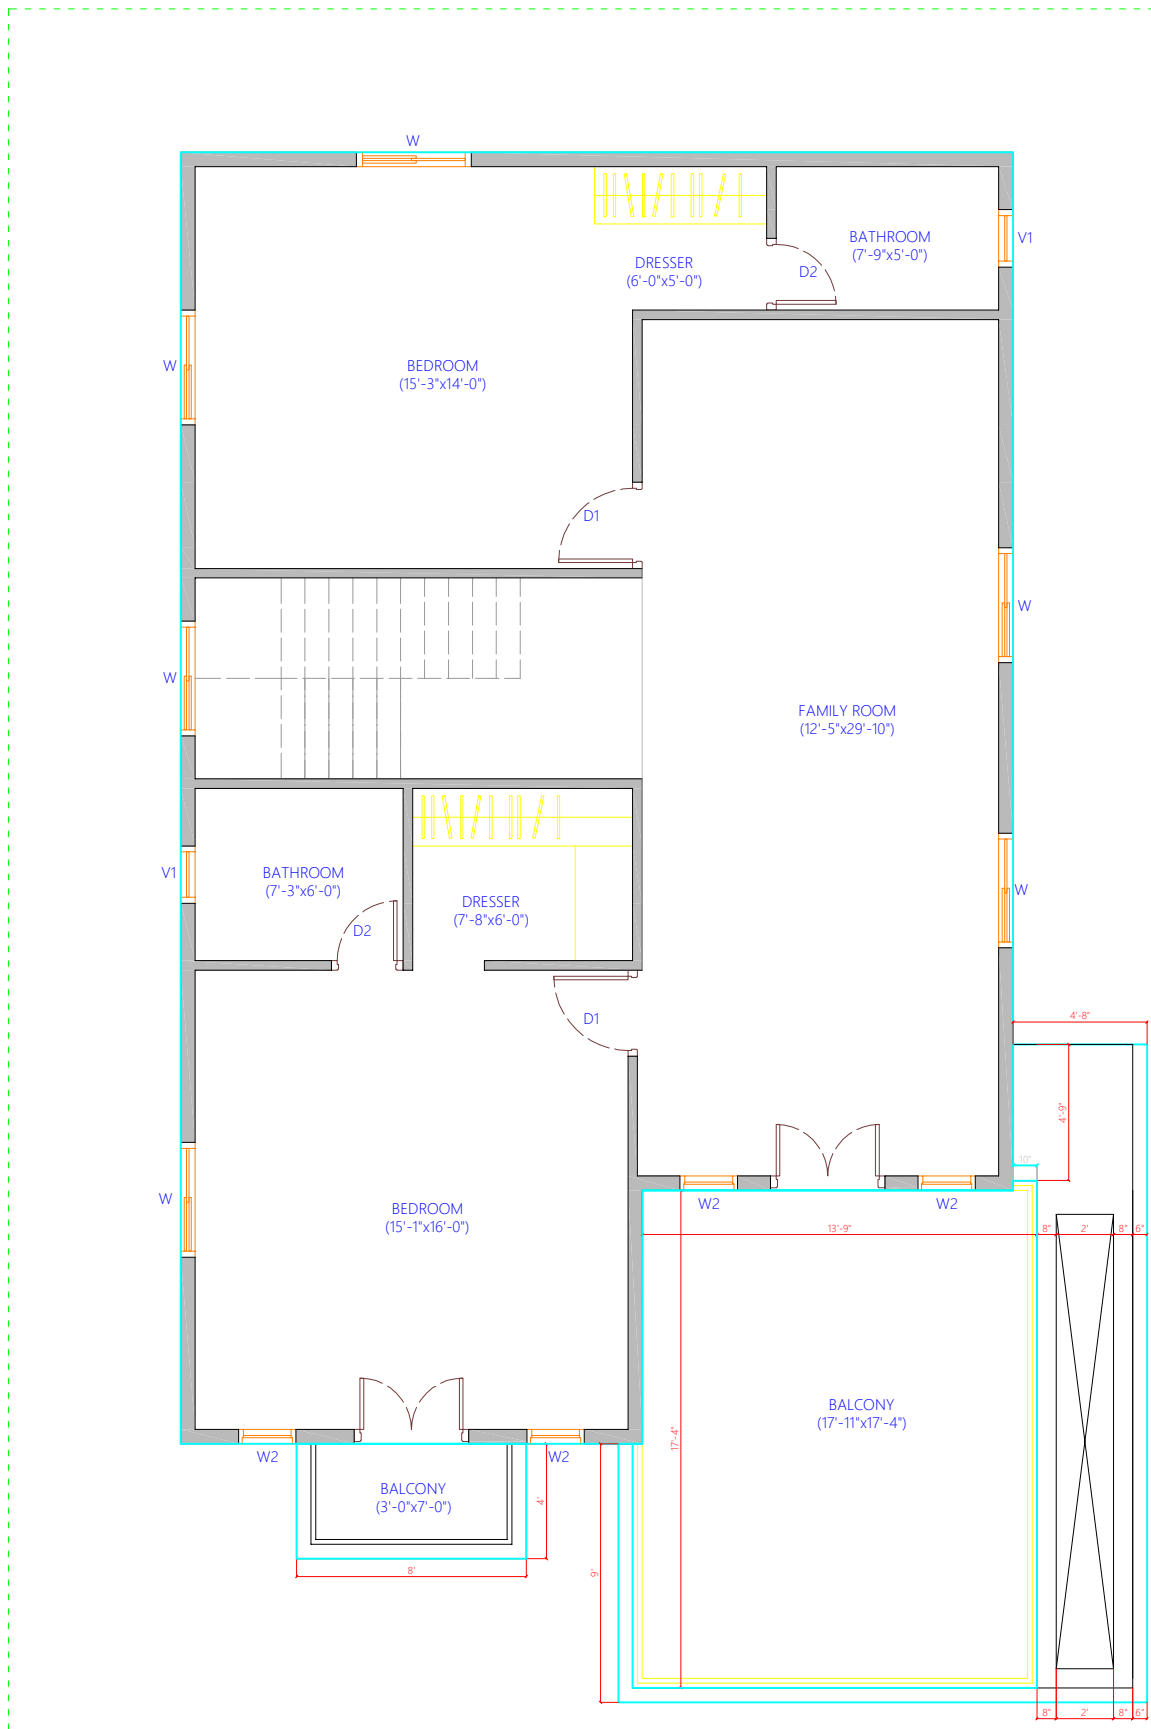 W
BATHROOM
(7'-9"x5'-0")
V1
DRESSER
(6'-0"x5'-0")
D2
W
BEDROOM
(15'-3"x14'-0")
D1
W
W
FAMILY ROOM
(12'-5"x29'-10")
V1
BATHROOM
(7'-3"x6'-0")
W
DRESSER
(7'-8"x6'-0")
D2
D1
4'-8"
4'-9"
10"
W
BEDROOM
(15'-1"x16'-0")
W2
W2
13'-9"
8"
2'
8"
6"
BALCONY
(17'-11"x17'-4")
17'-4"
W2
W2
BALCONY
(3'-0"x7'-0")
4'
8'
9'
8"
2'
8"
6"